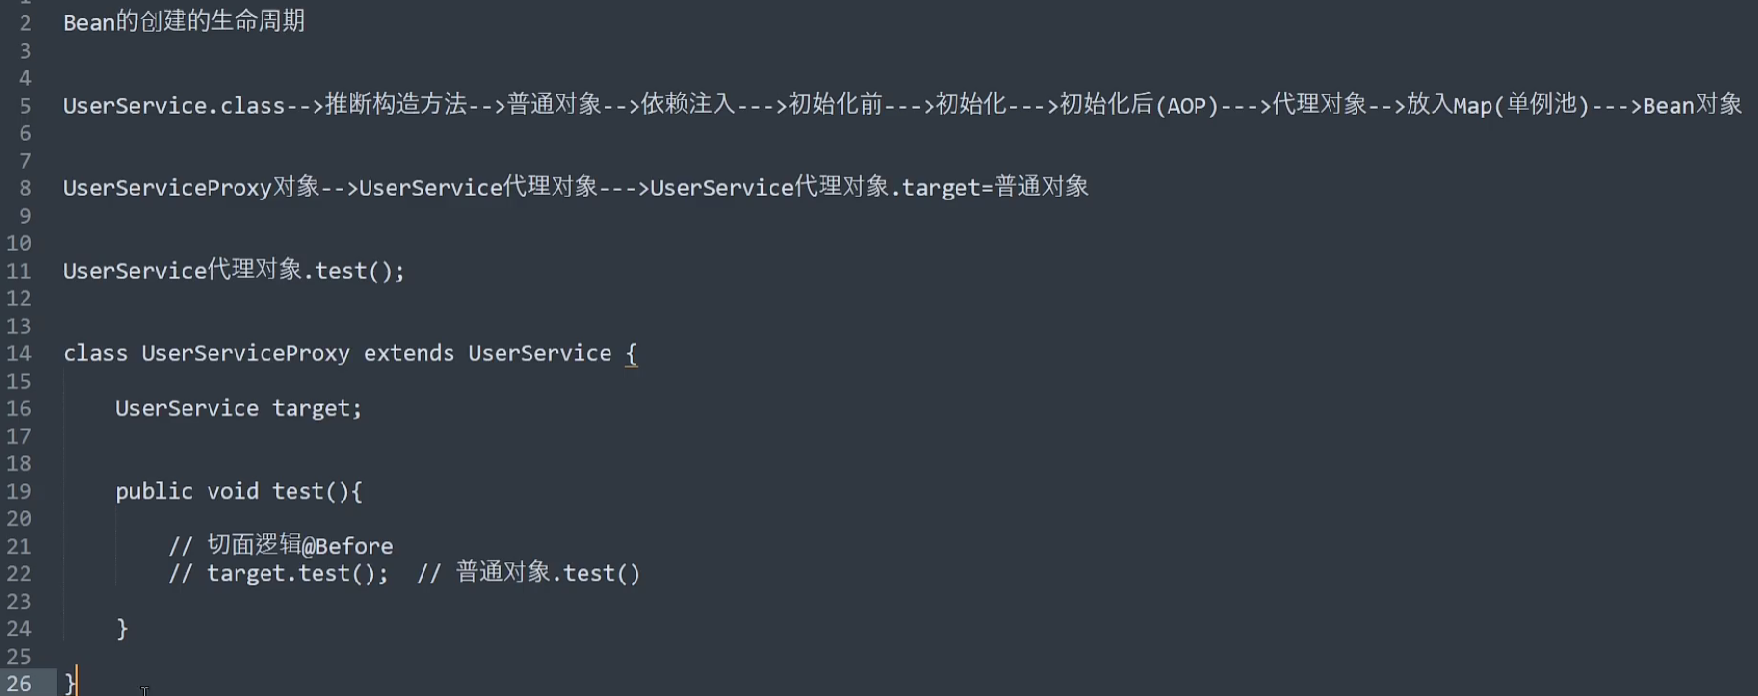 1
2 Bean的创建的生命周期
3
4
5 UserService.class-->推断构造方法-->普通对象-->依赖注入--->初始化前--->初始化--->初始化后(AOP)--->代理对象-->放入Map(单例池)--->Bean对象
6
7
8 UserServiceProxy对象-->UserService代理对象--->UserService代理对象.target=普通对象
9
10
11 UserService代理对象.test();
12
13
14 class UserServiceProxy extends UserService {
15
16 UserService target;
17
18
19 public void test(){
20
21 // 切面逻辑@Before
22 // target.test(); // 普通对象.test()
23
24 }
25
26 }